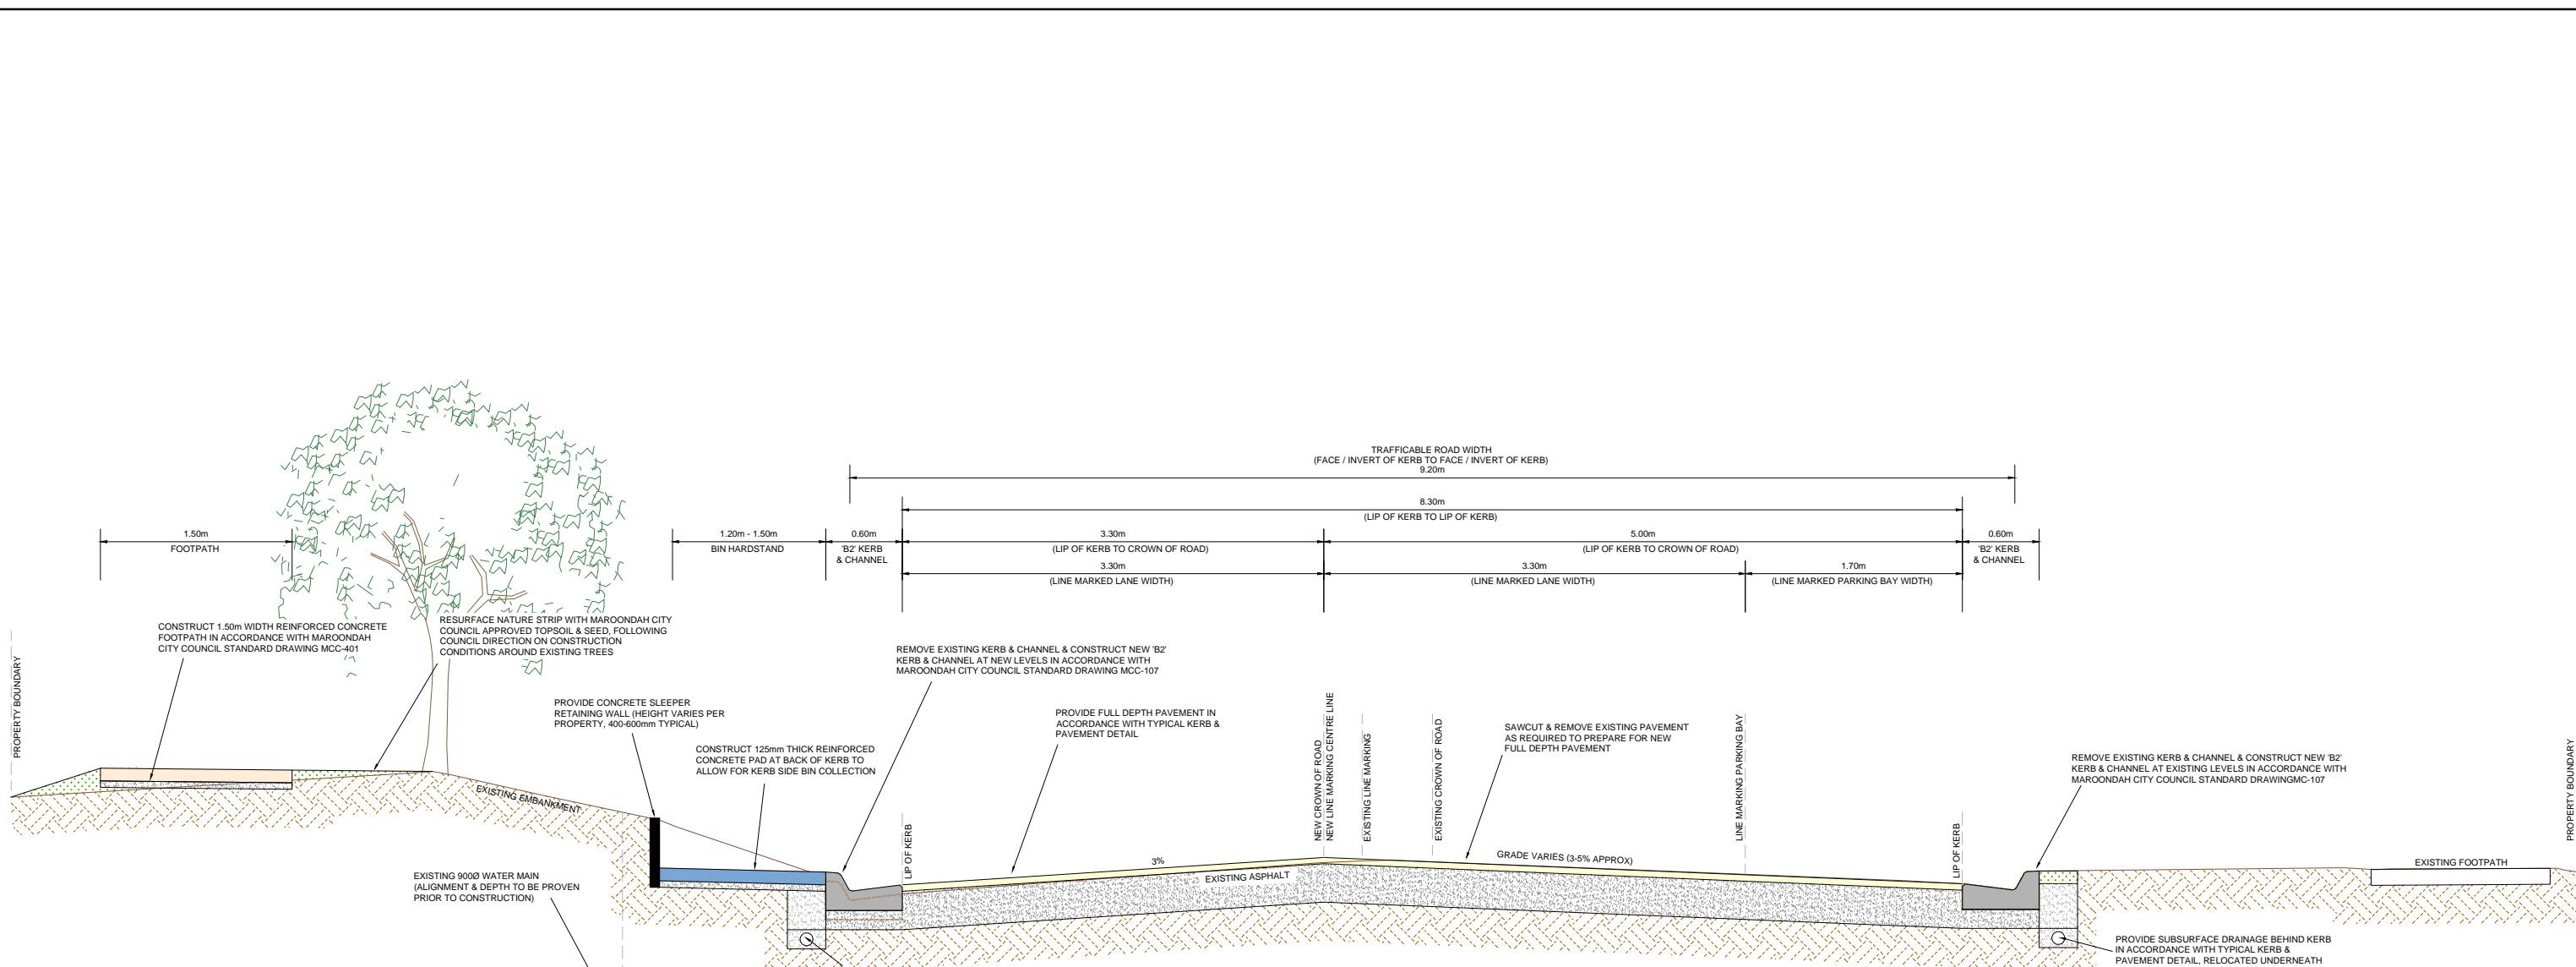 TRAFFICABLE ROAD WIDTH
(FACE / INVERT OF KERB TO FACE / INVERT OF KERB)
9.20m
8.30m
(LIP OF KERB TO LIP OF KERB)
1.50m
FOOTPATH
1.20m - 1.50m
BIN HARDSTAND
0.60m
'B2' KERB
& CHANNEL
3.30m
(LIP OF KERB TO CROWN OF ROAD)
5.00m
(LIP OF KERB TO CROWN OF ROAD)
0.60m
'B2' KERB
& CHANNEL
3.30m
(LINE MARKED LANE WIDTH)
3.30m
(LINE MARKED LANE WIDTH)
1.70m
(LINE MARKED PARKING BAY WIDTH)
PROPERTY BOUNDARY
CONSTRUCT 1.50m WIDTH REINFORCED CONCRETE
FOOTPATH IN ACCORDANCE WITH MAROONDAH
CITY COUNCIL STANDARD DRAWING MCC-401
RESURFACE NATURE STRIP WITH MAROONDAH CITY
COUNCIL APPROVED TOPSOIL & SEED, FOLLOWING
COUNCIL DIRECTION ON CONSTRUCTION
CONDITIONS AROUND EXISTING TREES
REMOVE EXISTING KERB & CHANNEL & CONSTRUCT NEW 'B2'
KERB & CHANNEL AT NEW LEVELS IN ACCORDANCE WITH
MAROONDAH CITY COUNCIL STANDARD DRAWING MCC-107
PROVIDE CONCRETE SLEEPER
RETAINING WALL (HEIGHT VARIES PER
PROPERTY, 400-600mm TYPICAL)
CONSTRUCT 125mm THICK REINFORCED
CONCRETE PAD AT BACK OF KERB TO
ALLOW FOR KERB SIDE BIN COLLECTION
PROVIDE FULL DEPTH PAVEMENT IN
ACCORDANCE WITH TYPICAL KERB &
PAVEMENT DETAIL
NEW CROWN OF ROAD
NEW LINE MARKING CENTRE LINE
EXISTING LINE MARKING
EXISTING CROWN OF ROAD
SAWCUT & REMOVE EXISTING PAVEMENT
AS REQUIRED TO PREPARE FOR NEW
FULL DEPTH PAVEMENT
LINE MARKING PARKING BAY
REMOVE EXISTING KERB & CHANNEL & CONSTRUCT NEW 'B2'
KERB & CHANNEL AT EXISTING LEVELS IN ACCORDANCE WITH
MAROONDAH CITY COUNCIL STANDARD DRAWINGMC-107
PROPERTY BOUNDARY
EXISTING EMBANKMENT
LIP OF KERB
3%
GRADE VARIES (3-5% APPROX)
LIP OF KERB
EXISTING FOOTPATH
EXISTING ASPHALT
EXISTING 900Ø WATER MAIN
(ALIGNMENT & DEPTH TO BE PROVEN
PRIOR TO CONSTRUCTION)
PROVIDE SUBSURFACE DRAINAGE BEHIND KERB
IN ACCORDANCE WITH TYPICAL KERB &
PAVEMENT DETAIL, RELOCATED UNDERNEATH